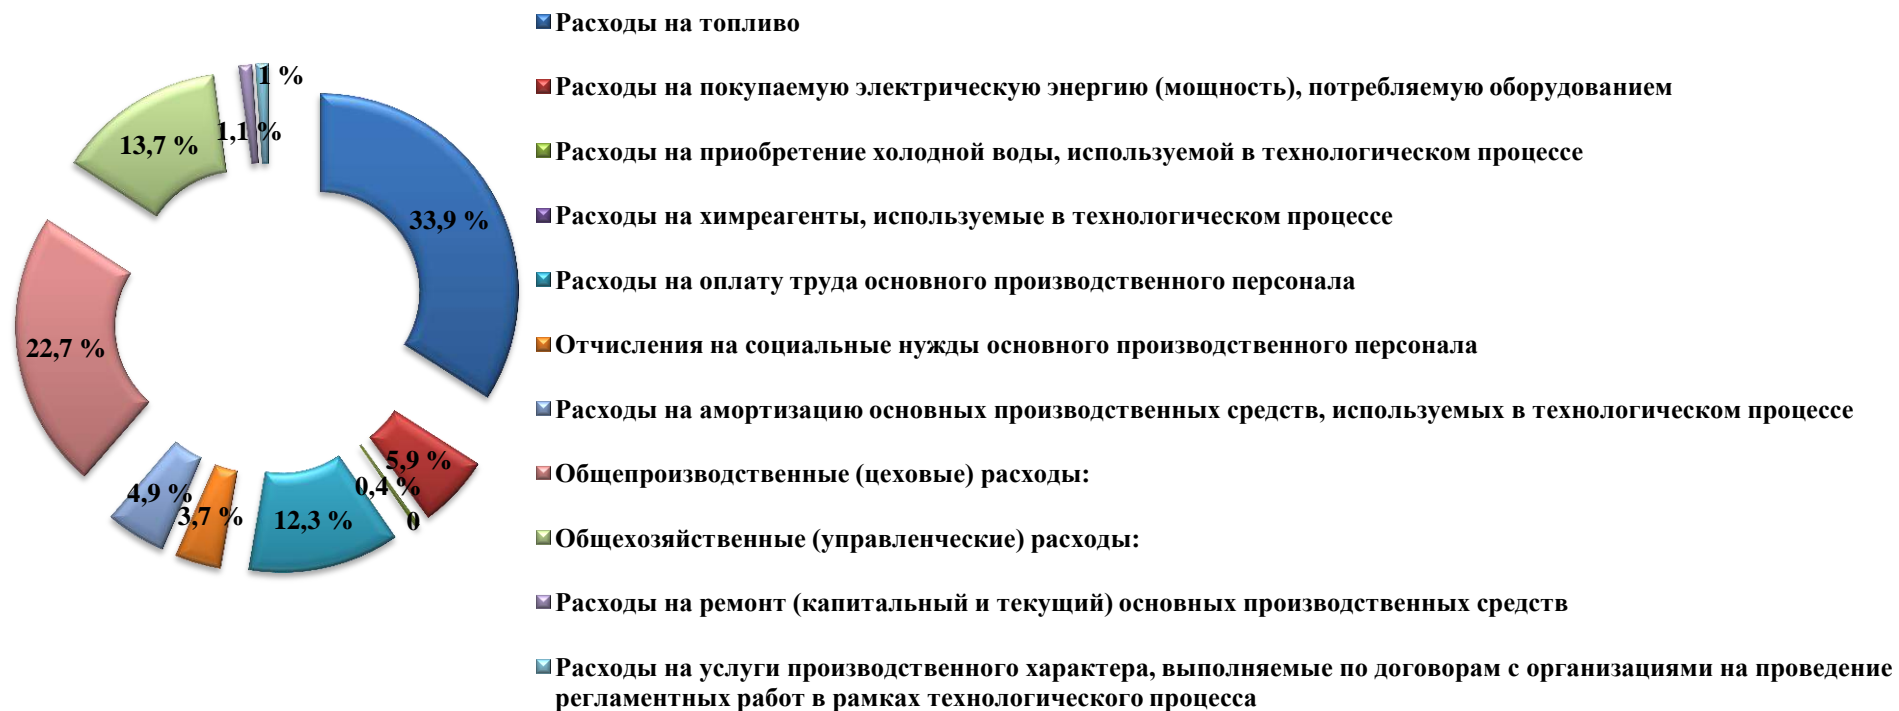 1 %
13,7 %
1,1 %
33,9 %
22,7 %
5,9 %
0,4 %
4,9 %
3,7 %
12,3 %
0
Расходы на топливо
Расходы на покупаемую электрическую энергию (мощность), потребляемую оборудованием
Расходы на приобретение холодной воды, используемой в технологическом процессе
Расходы на химреагенты, используемые в технологическом процессе
Расходы на оплату труда основного производственного персонала
Отчисления на социальные нужды основного производственного персонала
Расходы на амортизацию основных производственных средств, используемых в технологическом процессе
Общепроизводственные (цеховые) расходы:
Общехозяйственные (управленческие) расходы:
Расходы на ремонт (капитальный и текущий) основных производственных средств
Расходы на услуги производственного характера, выполняемые по договорам с организациями на проведение
регламентных работ в рамках технологического процесса